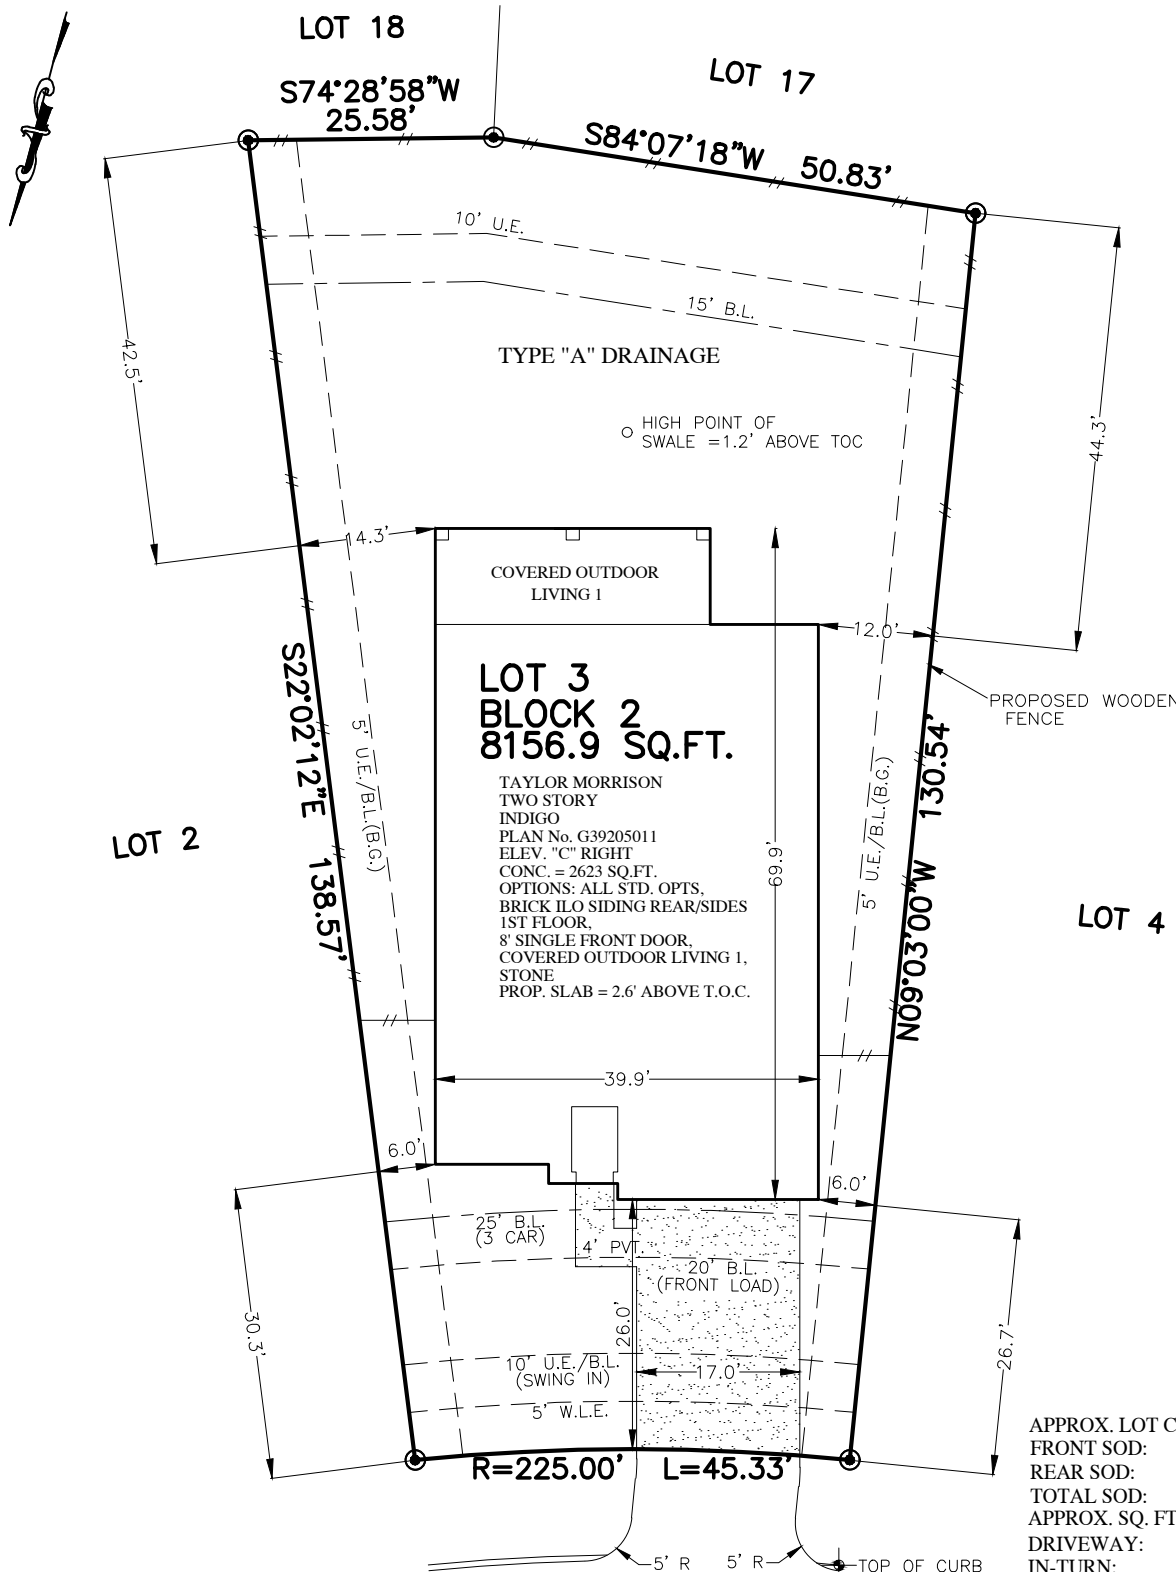 LOT 18
LOT 17
S74°28'58"W
25.58'
S84°07'18"W 50.83'
10' U.E.
15' B.L.
TYPE "A" DRAINAGE
42.5'
44.3'
HIGH POINT OF
SWALE =1.2' ABOVE TOC
14.3'
COVERED OUTDOOR
LIVING 1
12.0'
LOT 3
BLOCK 2
8156.9 SQ.FT.
PROPOSED WOODEN
FENCE
S22°02'12"E 138.57'
5' U.E./B.L.(B.G.)
TAYLOR MORRISON
TWO STORY
INDIGO
PLAN No. G39205011
ELEV. "C" RIGHT
CONC. = 2623 SQ.FT.
OPTIONS: ALL STD. OPTS,
BRICK ILO SIDING REAR/SIDES
1ST FLOOR,
8' SINGLE FRONT DOOR,
COVERED OUTDOOR LIVING 1,
STONE
PROP. SLAB = 2.6' ABOVE T.O.C.
69.9'
5' U.E./B.L.(B.G.)
N09°03'00"W 130.54'
LOT 2
LOT 4
39.9'
6.0'
6.0'
25' B.L.
(3 CAR)
4' PVT.
20' B.L.
(FRONT LOAD)
30.3'
26.0'
26.7'
10' U.E./B.L.
(SWING IN)
17.0'
5' W.L.E.
R=225.00' L=45.33'
5' R
5' R
TOP OF CURB
APPROX. LOT C
FRONT SOD:
REAR SOD:
TOTAL SOD:
APPROX. SQ. FT
DRIVEWAY:
IN-TURN: